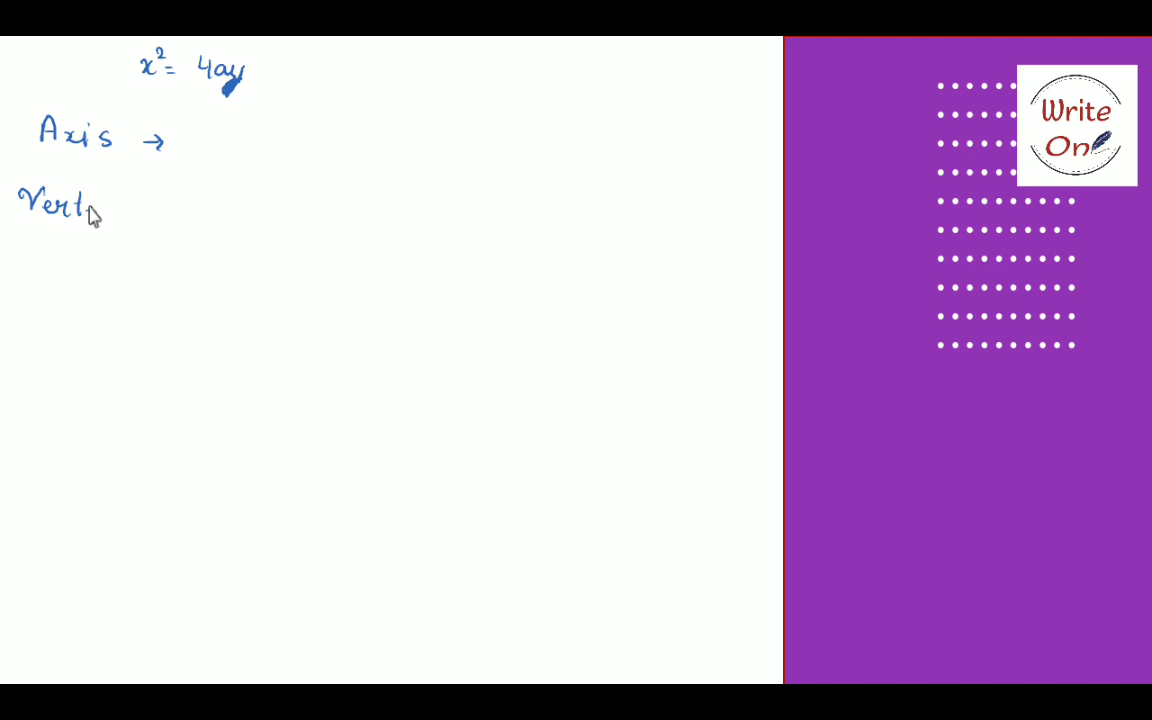 x² = 4ay
Axis →
Vert
Write
On